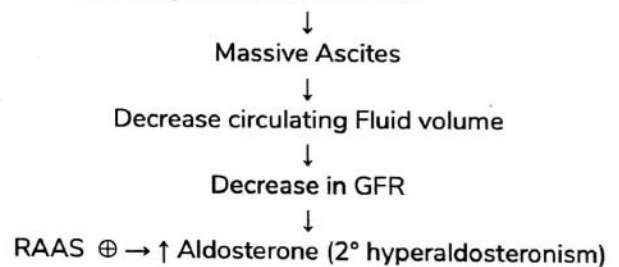 ↓
Massive Ascites
↓
Decrease circulating Fluid volume
↓
Decrease in GFR
↓
RAAS ⊕ → ↑ Aldosterone (2° hyperaldosteronism)